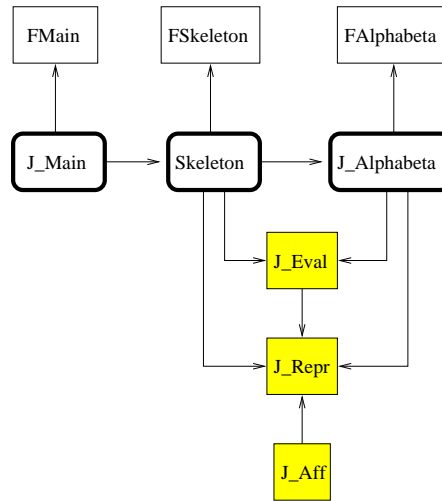 FMain
FSkeleton
FAlphabeta
J_Main
Skeleton
J_Alphabeta
J_Eval
J_Repr
J_Aff